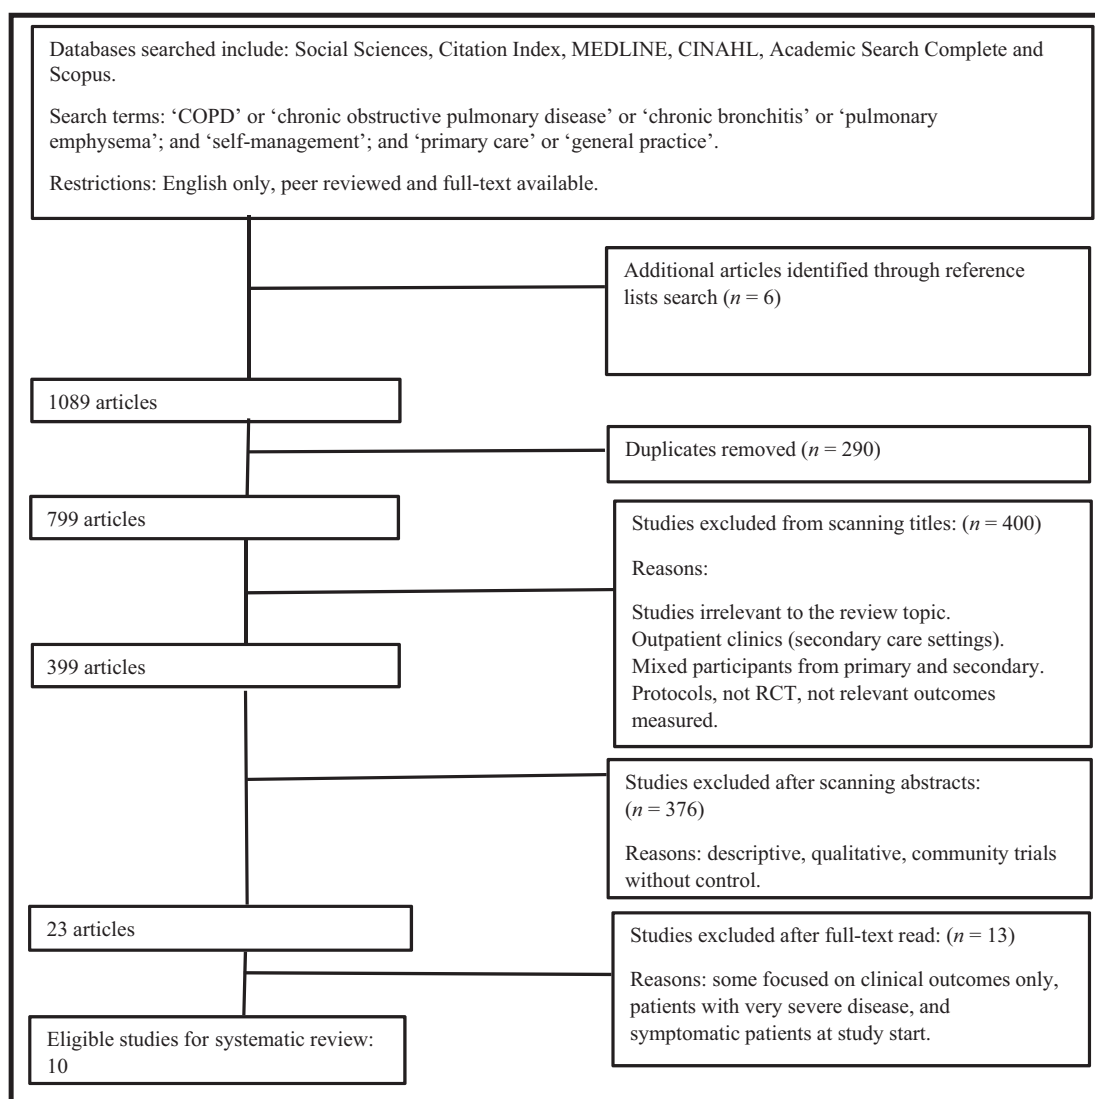 Databases searched include: Social Sciences, Citation Index, MEDLINE, CINAHL, Academic Search Complete and
Scopus.
Search terms: ‘COPD’ or ‘chronic obstructive pulmonary disease’ or ‘chronic bronchitis’ or ‘pulmonary
emphysema’; and ‘self-management’; and ‘primary care’ or ‘general practice’.
Restrictions: English only, peer reviewed and full-text available.
Additional articles identified through reference
lists search (n = 6)
1089 articles
Duplicates removed (n = 290)
799 articles
Studies excluded from scanning titles: (n = 400)
Reasons:
Studies irrelevant to the review topic.
Outpatient clinics (secondary care settings).
Mixed participants from primary and secondary.
Protocols, not RCT, not relevant outcomes
measured.
399 articles
Studies excluded after scanning abstracts:
(n = 376)
Reasons: descriptive, qualitative, community trials
without control.
23 articles
Studies excluded after full-text read: (n = 13)
Reasons: some focused on clinical outcomes only,
patients with very severe disease, and
symptomatic patients at study start.
Eligible studies for systematic review:
10